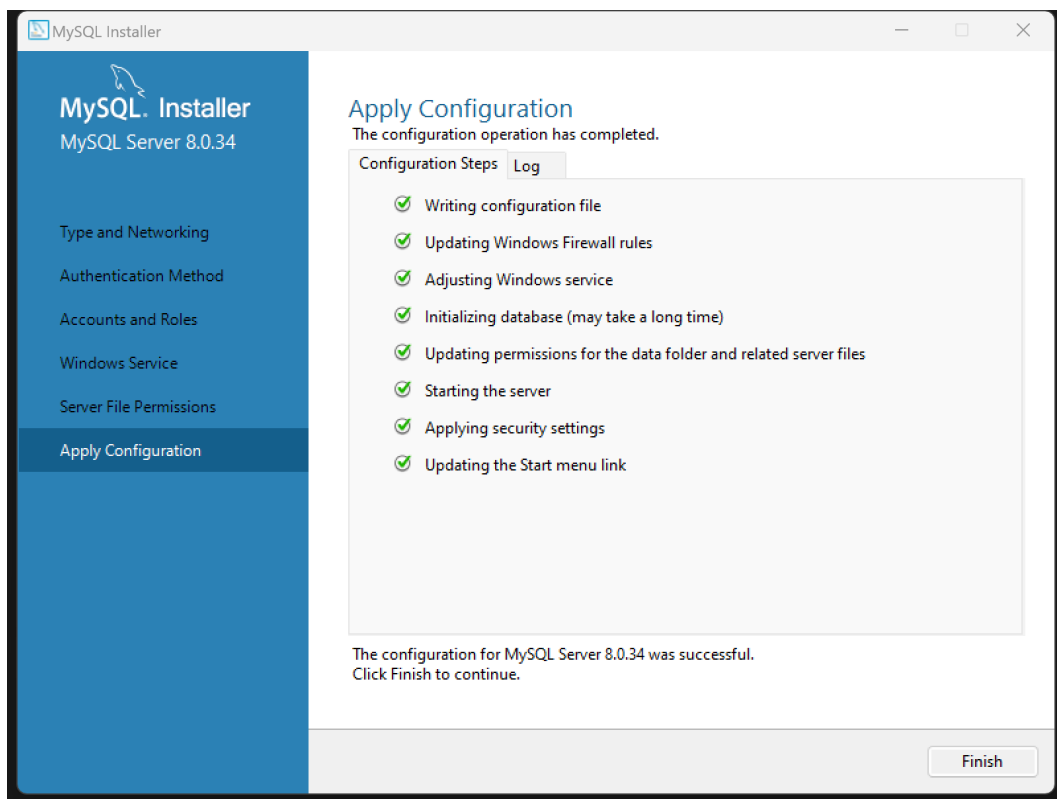 MySQL Installer
MySQL. Installer
MySQL Server 8.0.34
Type and Networking
Authentication Method
Accounts and Roles
Windows Service
Server File Permissions
Apply Configuration
Apply Configuration
The configuration operation has completed.
Configuration Steps Log
Writing configuration file
Updating Windows Firewall rules
Adjusting Windows service
Initializing database (may take a long time)
Updating permissions for the data folder and related server files
Starting the server
Applying security settings
Updating the Start menu link
The configuration for MySQL Server 8.0.34 was successful.
Click Finish to continue.
Finish